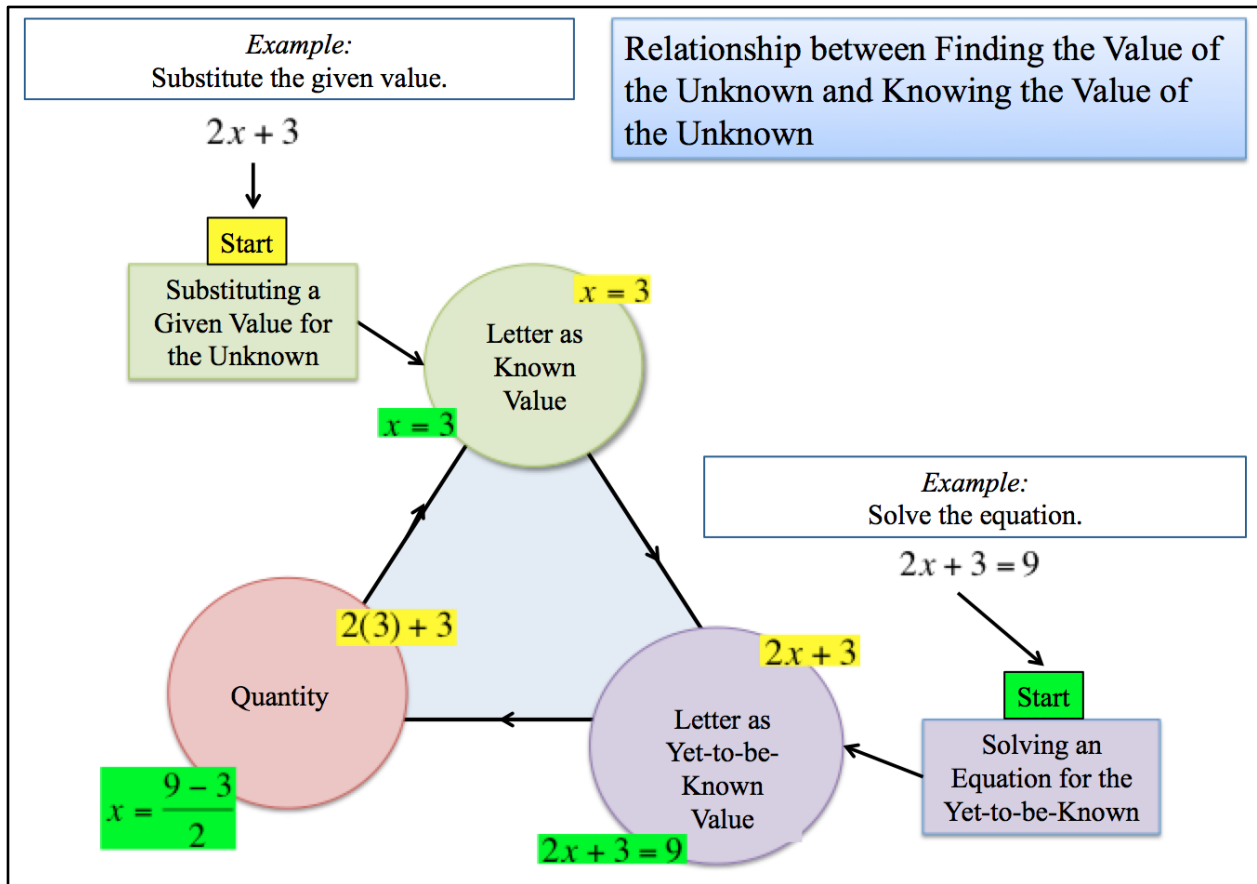 Example:
Substitute the given value.
Relationship between Finding the Value of
the Unknown and Knowing the Value of
the Unknown
2x + 3
Start
Substituting a
Given Value for
the Unknown
x = 3
Letter as
Known
Value
x = 3
Example:
Solve the equation.
2x + 3 = 9
2(3) + 3
Quantity
x = \frac{9 - 3}{2}
2x + 3
Letter as
Yet-to-be-
Known
Value
2x + 3 = 9
Start
Solving an
Equation for the
Yet-to-be-Known